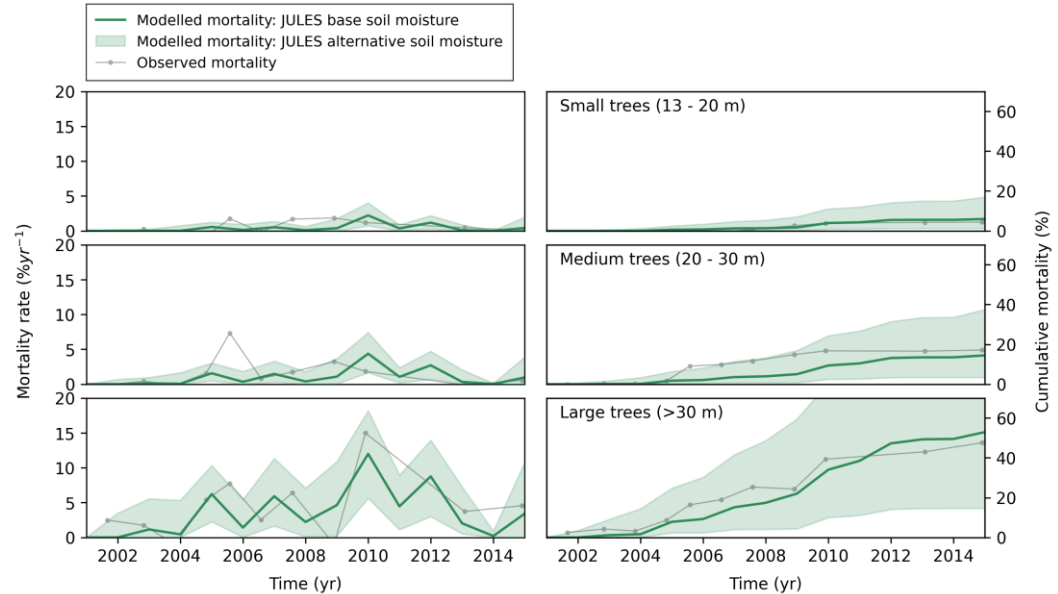 Modelled mortality: JULES base soil moisture
Modelled mortality: JULES alternative soil moisture
Observed mortality
Mortality rate (%yr⁻¹)
20
15
10
5
0
20
15
10
5
0
20
15
10
5
0
2002 2004 2006 2008 2010 2012 2014
Time (yr)
Small trees (13 - 20 m)
60
40
20
0
Medium trees (20 - 30 m)
60
40
20
0
Large trees (>30 m)
60
40
20
0
Cumulative mortality (%)
2002 2004 2006 2008 2010 2012 2014
Time (yr)